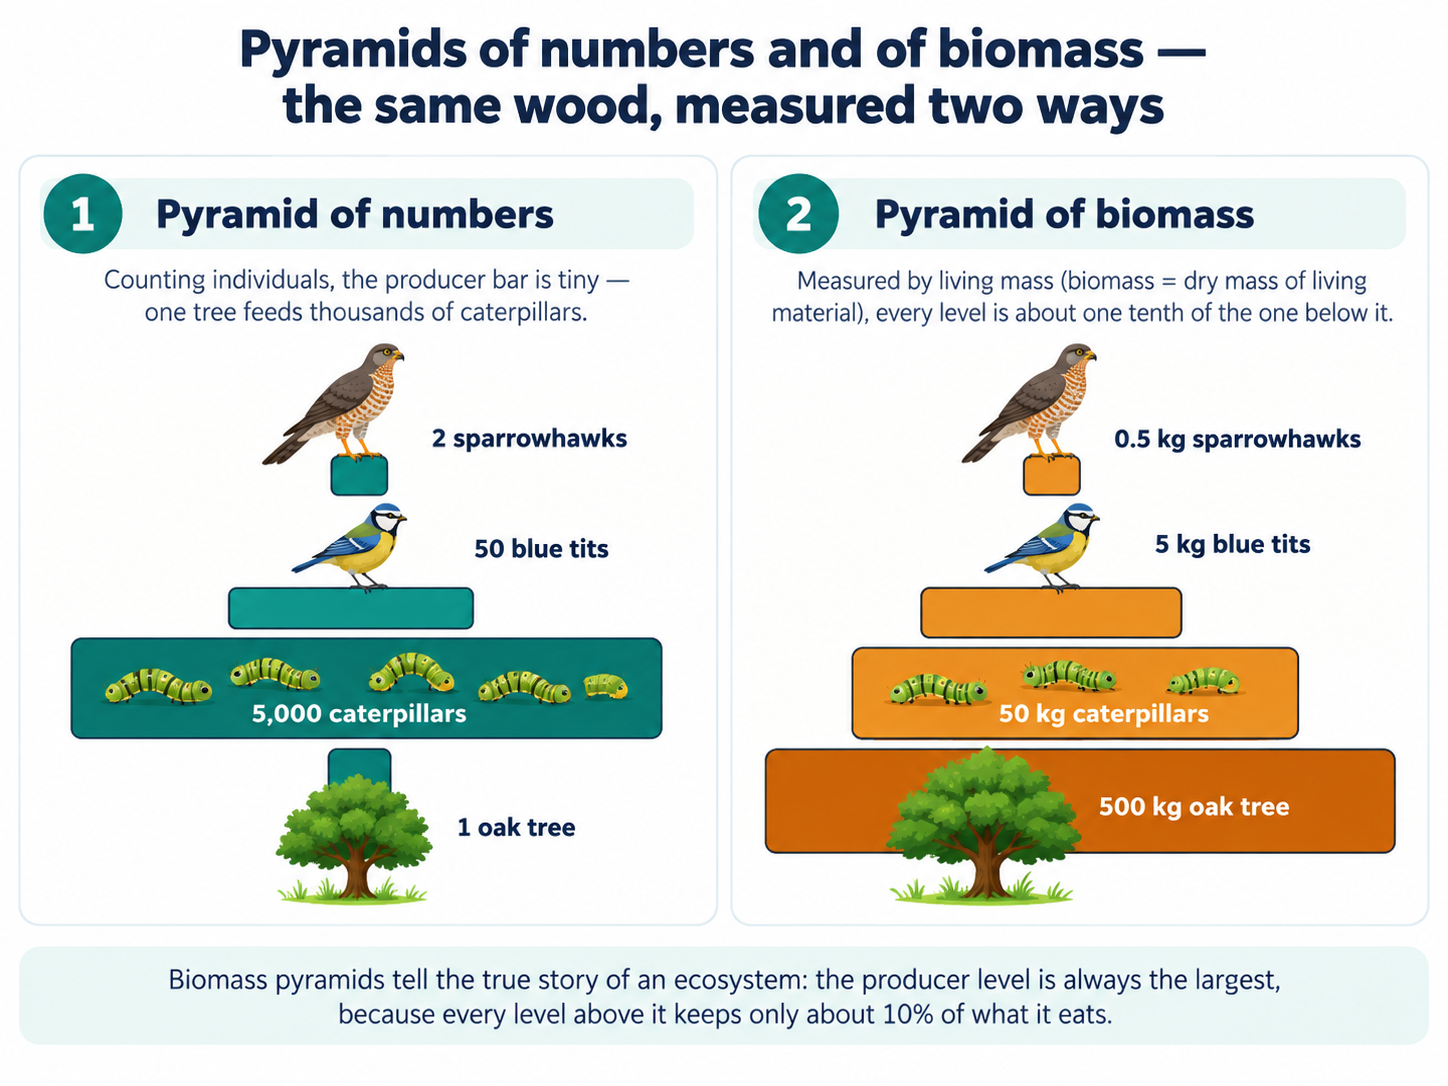 Pyramids of numbers and of biomass —
the same wood, measured two ways
1
Pyramid of numbers
Counting individuals, the producer bar is tiny —
one tree feeds thousands of caterpillars.
2 sparrowhawks
50 blue tits
5,000 caterpillars
1 oak tree
2
Pyramid of biomass
Measured by living mass (biomass = dry mass of living
material), every level is about one tenth of the one below it.
0.5 kg sparrowhawks
5 kg blue tits
50 kg caterpillars
500 kg oak tree
Biomass pyramids tell the true story of an ecosystem: the producer level is always the largest,
because every level above it keeps only about 10% of what it eats.